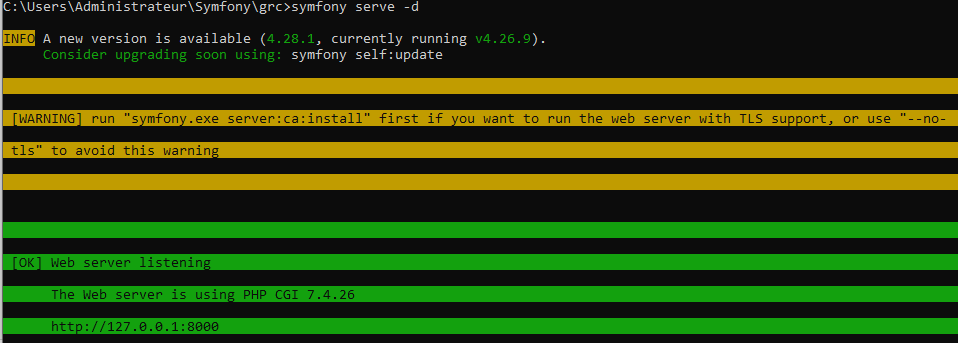 C:\Users\Administrateur\Symfony\grc>symfony serve -d
INFO A new version is available (4.28.1, currently running v4.26.9).
Consider upgrading soon using: symfony self:update
[WARNING] run "symfony.exe server:ca:install" first if you want to run the web server with TLS support, or use "--no-
tls" to avoid this warning
[OK] Web server listening
The Web server is using PHP CGI 7.4.26
http://127.0.0.1:8000